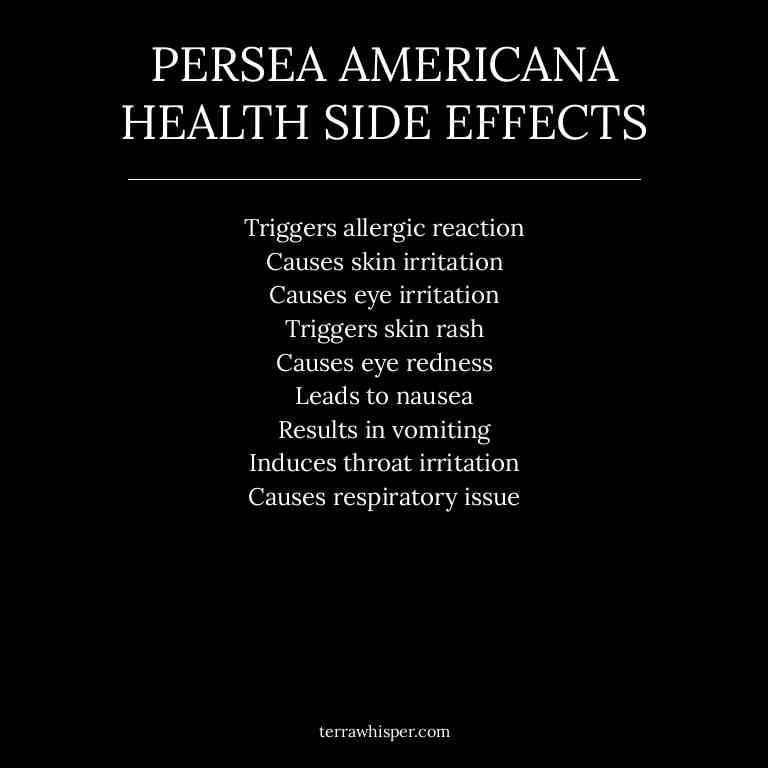 PERSEA AMERICANA
HEALTH SIDE EFFECTS
Triggers allergic reaction
Causes skin irritation
Causes eye irritation
Triggers skin rash
Causes eye redness
Leads to nausea
Results in vomiting
Induces throat irritation
Causes respiratory issue
terrawhisper.com